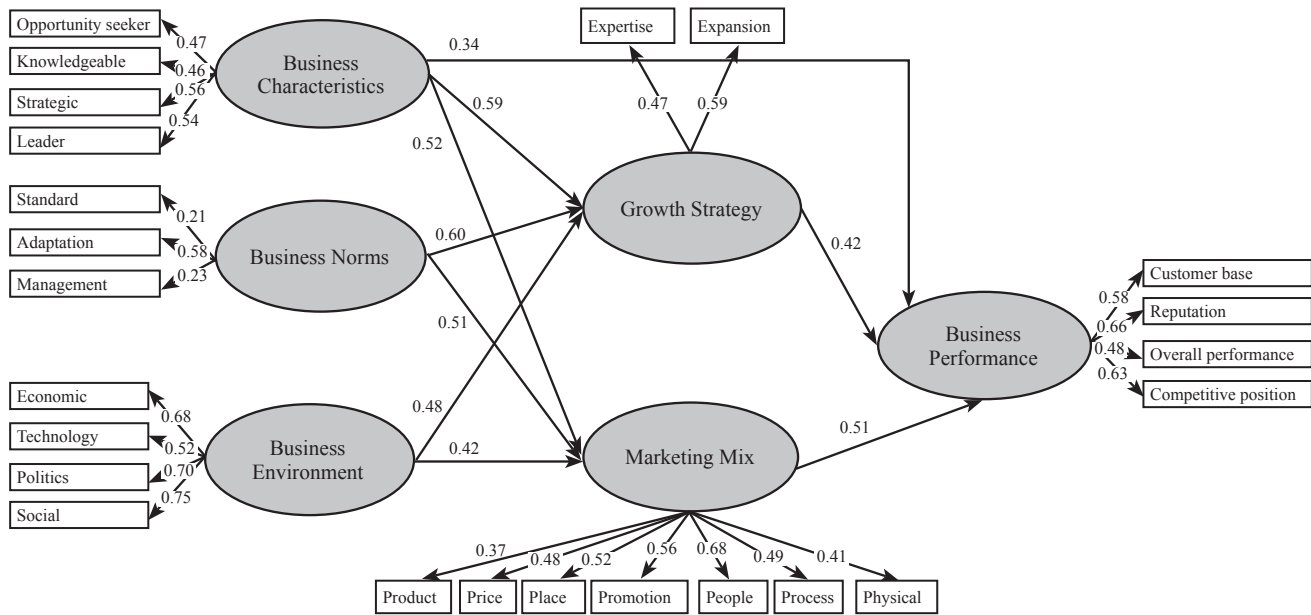 Opportunity seeker
Knowledgeable
Strategic
Leader
0.47
0.46
0.56
0.54
Business
Characteristics
Standard
Adaptation
Management
0.21
0.58
0.23
Business Norms
Economic
Technology
Politics
Social
0.68
0.52
0.70
0.75
Business
Environment
0.34
0.59
0.52
0.60
0.51
0.48
0.42
Expertise
Expansion
0.47
0.59
Growth Strategy
0.42
Marketing Mix
0.51
0.37
0.48
0.52
0.56
0.68
0.49
0.41
Product
Price
Place
Promotion
People
Process
Physical
Business
Performance
0.58
0.66
0.48
0.63
Customer base
Reputation
Overall performance
Competitive position